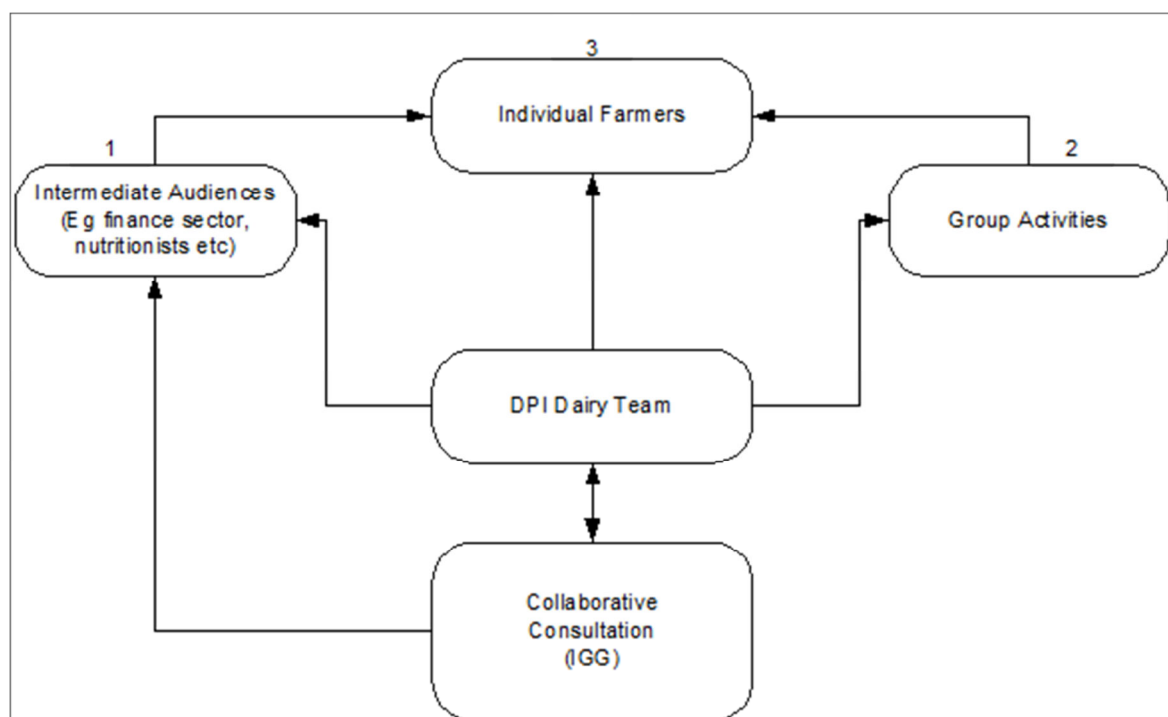 3
Individual Farmers
1
Intermediate Audiences
(Eg finance sector,
nutritionists etc)
2
Group Activities
DPI Dairy Team
Collaborative
Consultation
(IGG)